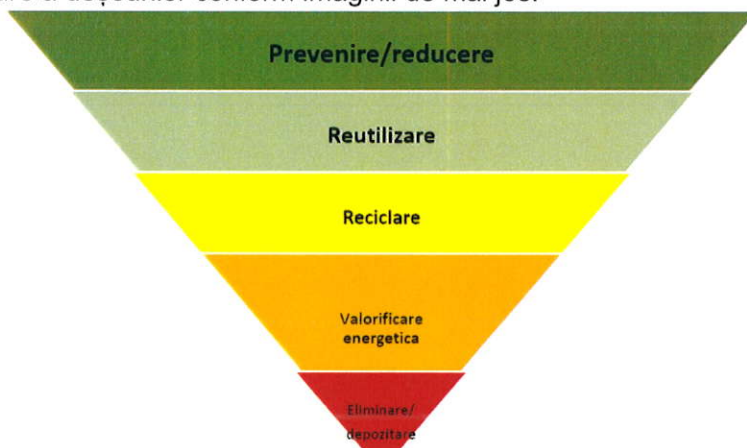 deșeurilor conform imaginii de mai jos.
Prevenire/reducere
Reutilizare
Reciclare
Valorificare
energetica
Eliminare/
depozitare